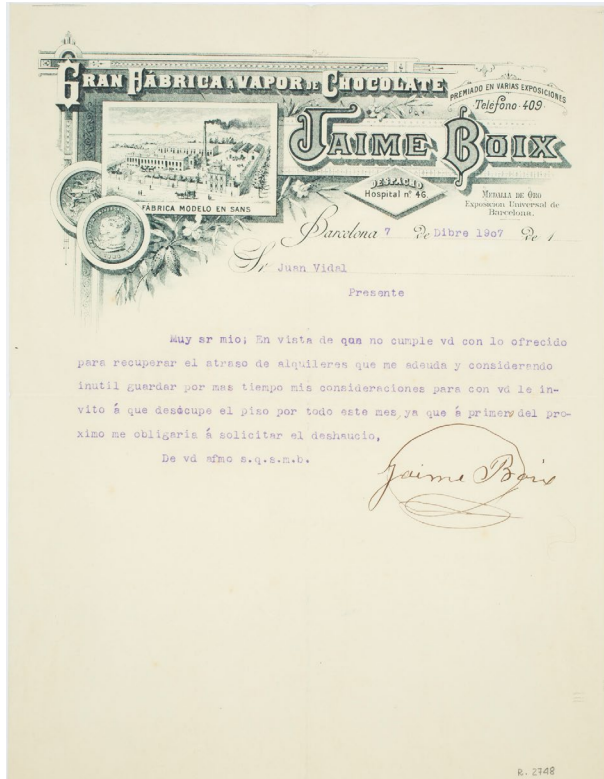 GRAN FÁBRICA A VAPOR DE CHOCOLATE
PREMIADO EN VARIAS EXPOSICIONES
Teléfono-409
JAIME BOIX
DESPACHO
Hospital nº 46
MEDALLA DE ORO
Exposicion Universal de
Barcelona.
FÁBRICA MODELO EN SANS
Barcelona 7 de Dibre 1907 de 1
Sr Juan Vidal
Presente
Muy sr mio; En vista de que no cumple vd con lo ofrecido
para recuperar el atraso de alquileres que me adeuda y considerando
inutil guardar por mas tiempo mis consideraciones para con vd le in-
vito á que desócupe el piso por todo este mes, ya que á primero del pro-
ximo me obligaria á solicitar el deshaucio,
De vd afmo s.q.s.m.b.
Jaime Boix
R. 2748